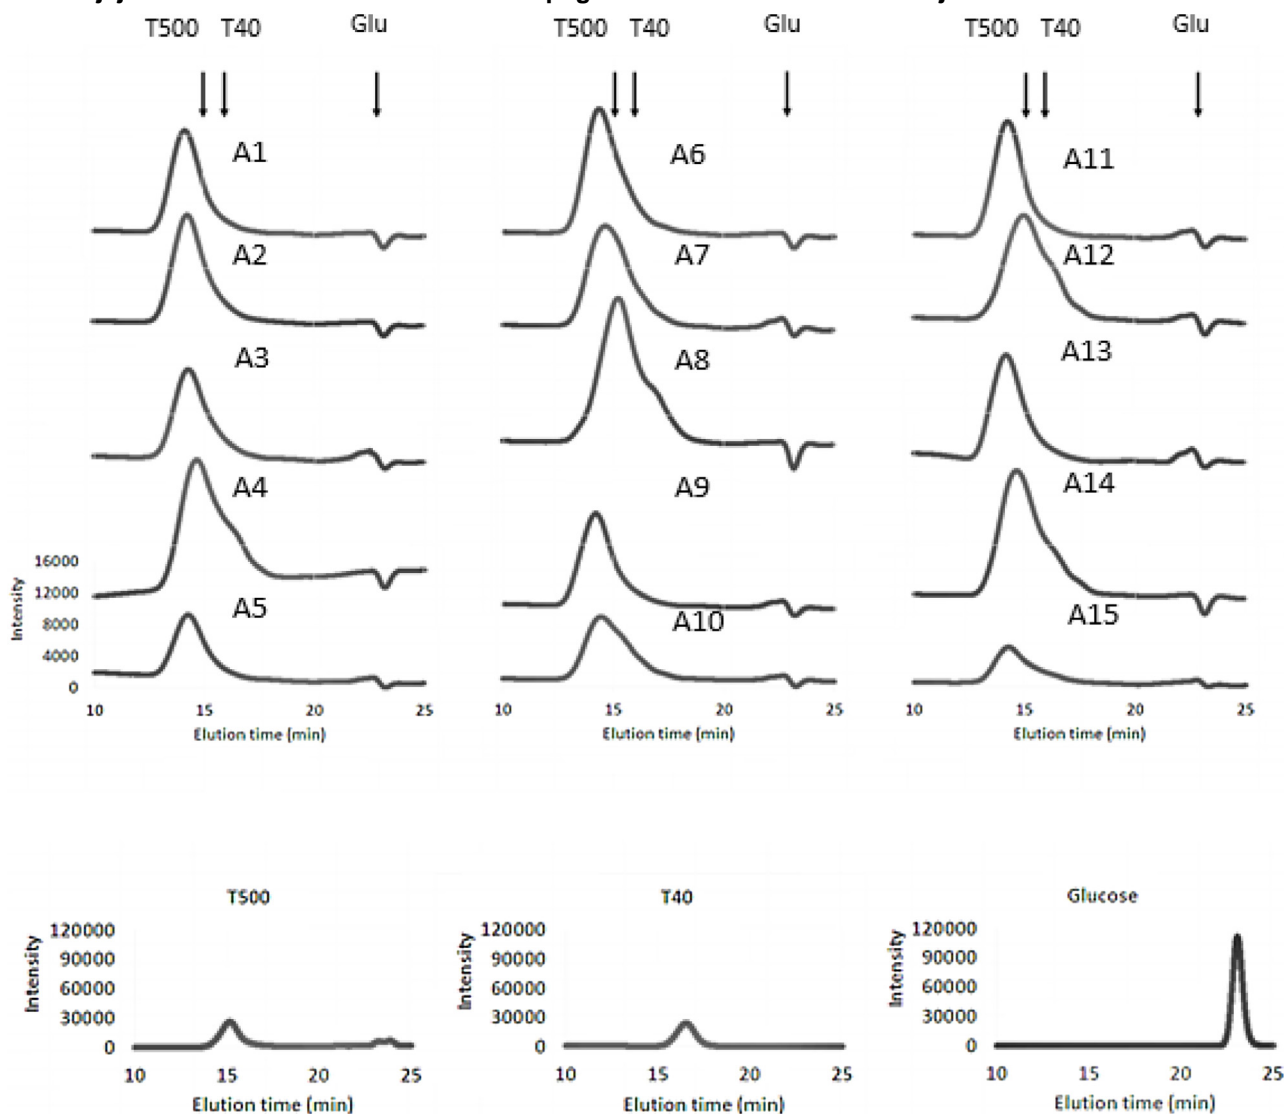 T500 T40 Glu T500 T40 Glu T500 T40 Glu
A1 A6 A11
A2 A7 A12
A3 A8 A13
A4 A9 A14
16000
12000
8000
4000
0
Intensity
A5 A10 A15
10 15 20 25 10 15 20 25 10 15 20 25
Elution time (min) Elution time (min) Elution time (min)
T500 T40 Glucose
120000 120000 120000
90000 90000 90000
60000 60000 60000
30000 30000 30000
0 0 0
Intensity Intensity Intensity
10 15 20 25 10 15 20 25 10 15 20 25
Elution time (min) Elution time (min) Elution time (min)